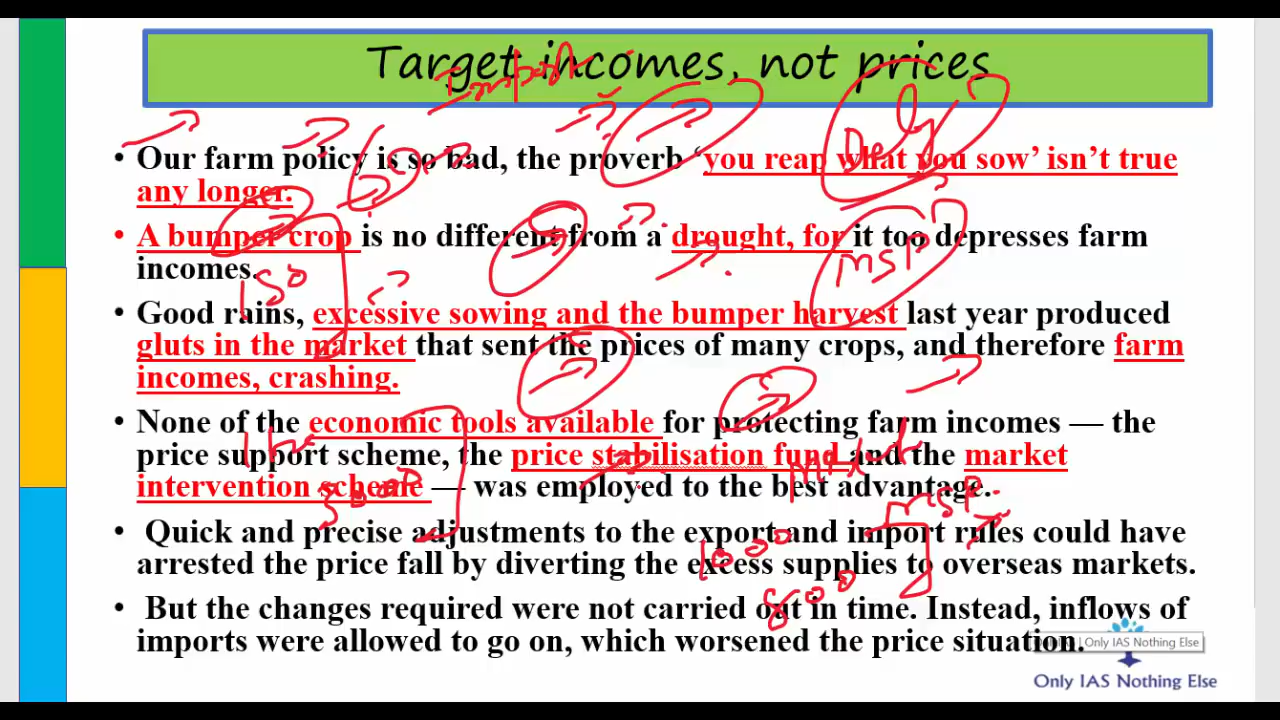 Target incomes, not prices
• Our farm policy is so bad, the proverb ‘you reap what you sow’ isn’t true
any longer.
• A bumper crop is no different from a drought, for it too depresses farm
incomes.
• Good rains, excessive sowing and the bumper harvest last year produced
gluts in the market that sent the prices of many crops, and therefore farm
incomes, crashing.
• None of the economic tools available for protecting farm incomes — the
price support scheme, the price stabilisation fund and the market
intervention scheme — was employed to the best advantage.
• Quick and precise adjustments to the export and import rules could have
arrested the price fall by diverting the excess supplies to overseas markets.
• But the changes required were not carried out in time. Instead, inflows of
imports were allowed to go on, which worsened the price situation.
Only IAS Nothing Else
Only IAS Nothing Else
Import
Dely
MSP
150
MSP
1000
800